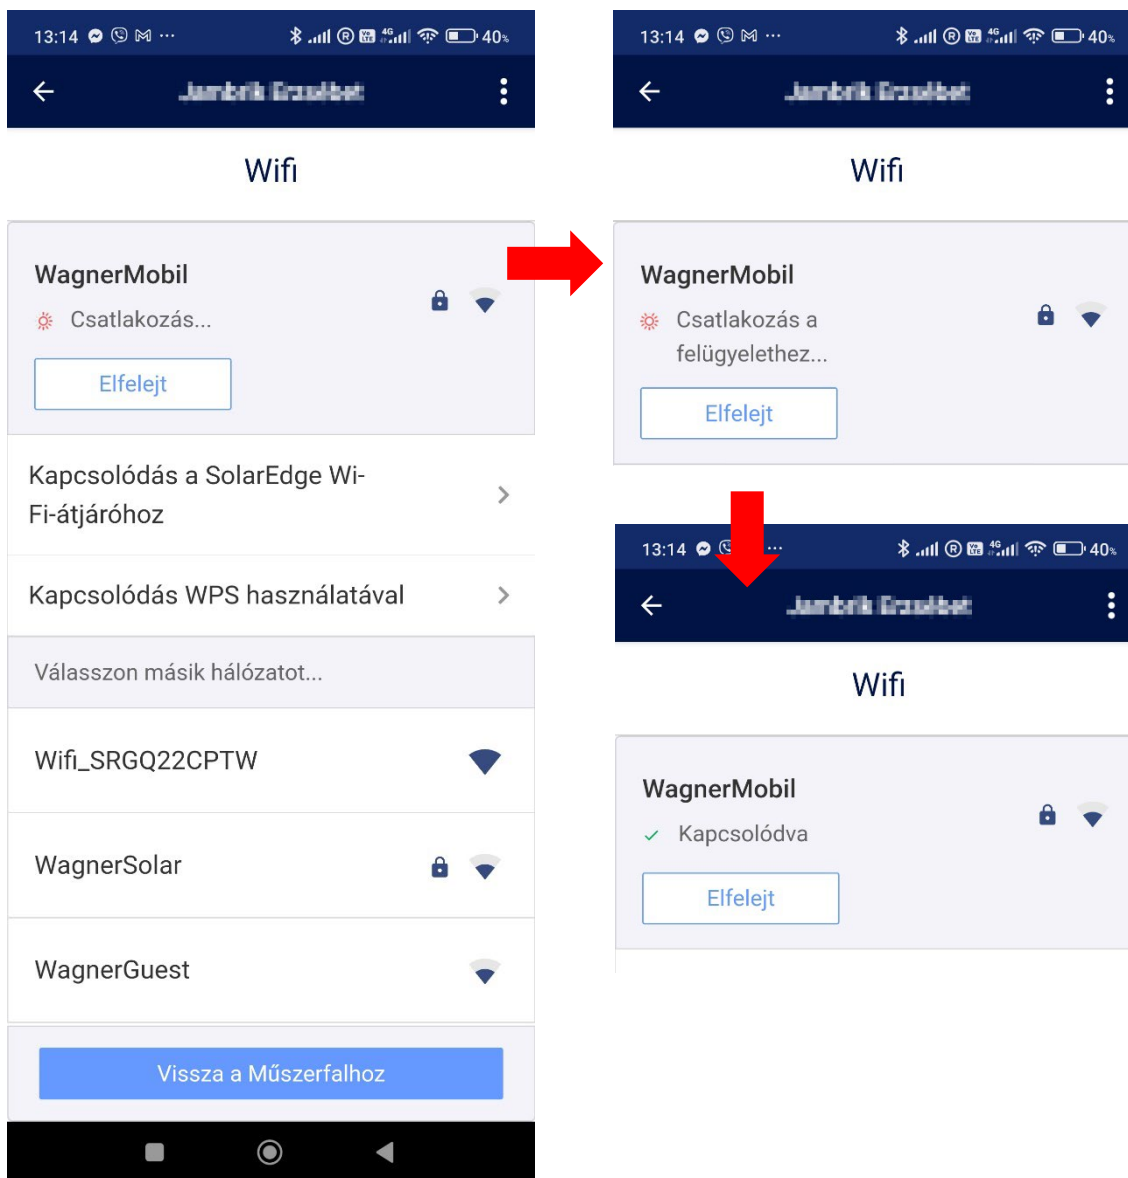 13:14 ... 40%
Wifi
WagnerMobil
Csatlakozás...
Elfelejt
Kapcsolódás a SolarEdge Wi-
Fi-átjáróhoz
Kapcsolódás WPS használatával
Válasszon másik hálózatot...
Wifi_SRGQ22CPTW
WagnerSolar
WagnerGuest
Vissza a Műszerfalhoz
13:14 ... 40%
Wifi
WagnerMobil
Csatlakozás a
felügyelethez...
Elfelejt
13:14 ... 40%
Wifi
WagnerMobil
Kapcsolódva
Elfelejt